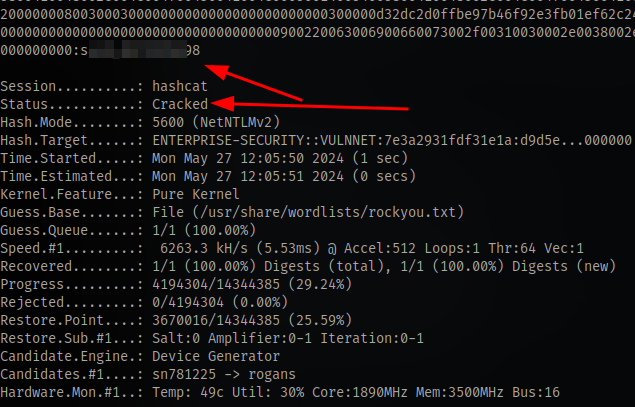 200000008003000300000000000000000000000000300000d32dc2d0ffbe97b46f92e3fb01ef62c24
00000000000000000000000000000000000900220063006900660073002f00310030002e0038002e
000000000:s 98
Session..........: hashcat
Status...........: Cracked
Hash.Mode........: 5600 (NetNTLMv2)
Hash.Target......: ENTERPRISE-SECURITY::VULNNET:7e3a2931fdf31e1a:d9d5e...000000
Time.Started.....: Mon May 27 12:05:50 2024 (1 sec)
Time.Estimated...: Mon May 27 12:05:51 2024 (0 secs)
Kernel.Feature...: Pure Kernel
Guess.Base.......: File (/usr/share/wordlists/rockyou.txt)
Guess.Queue......: 1/1 (100.00%)
Speed.#1.........: 6263.3 kH/s (5.53ms) @ Accel:512 Loops:1 Thr:64 Vec:1
Recovered........: 1/1 (100.00%) Digests (total), 1/1 (100.00%) Digests (new)
Progress.........: 4194304/14344385 (29.24%)
Rejected.........: 0/4194304 (0.00%)
Restore.Point....: 3670016/14344385 (25.59%)
Restore.Sub.#1...: Salt:0 Amplifier:0-1 Iteration:0-1
Candidate.Engine.: Device Generator
Candidates.#1....: sn781225 -> rogans
Hardware.Mon.#1..: Temp: 49c Util: 30% Core:1890MHz Mem:3500MHz Bus:16